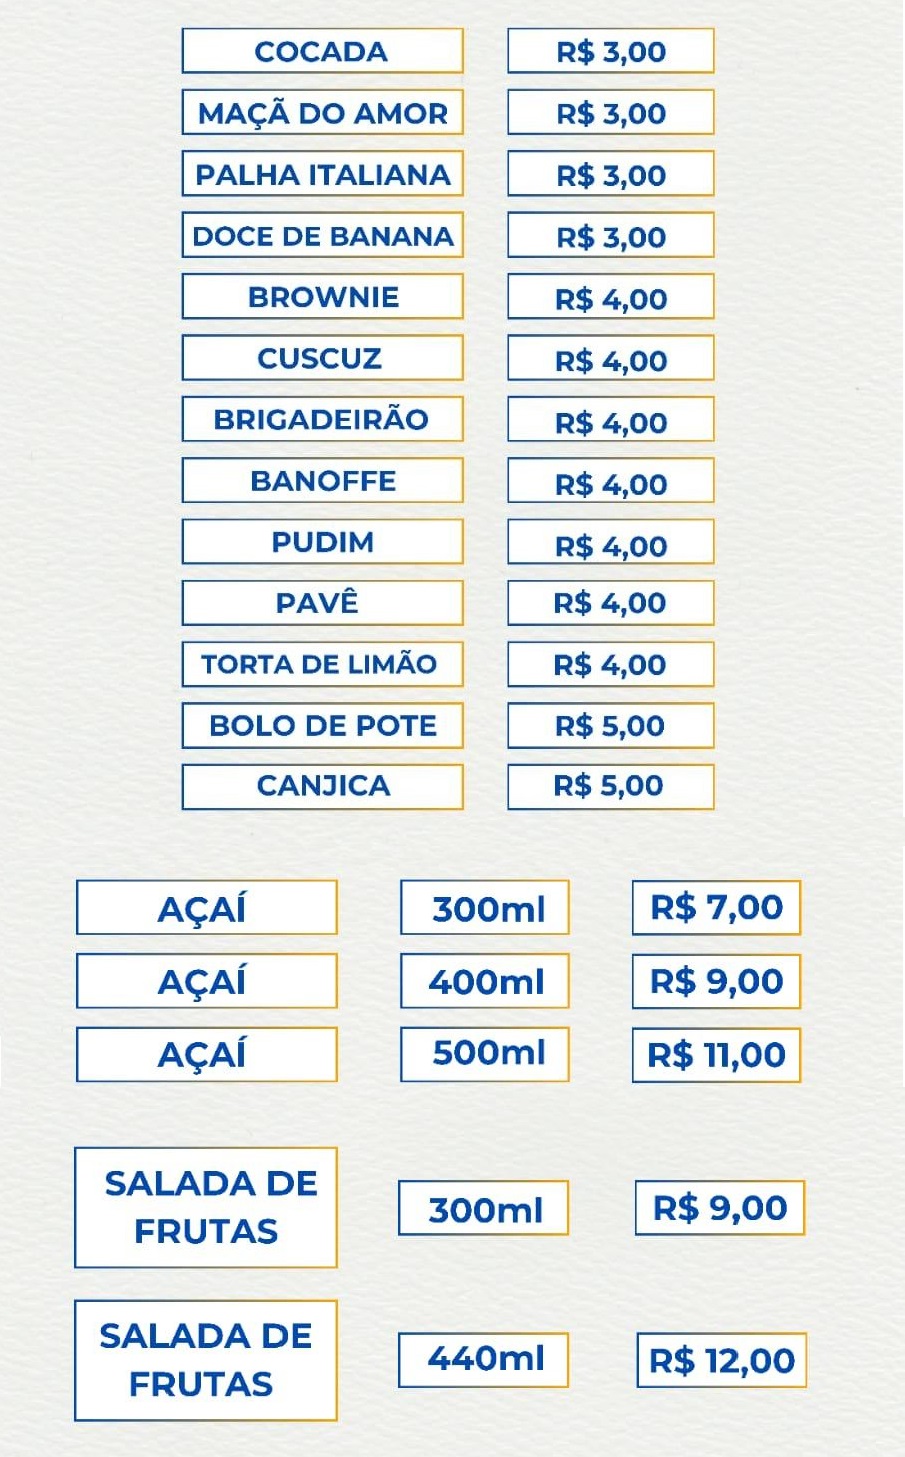 COCADA R$ 3,00
MAÇÃ DO AMOR R$ 3,00
PALHA ITALIANA R$ 3,00
DOCE DE BANANA R$ 3,00
BROWNIE R$ 4,00
CUSCUZ R$ 4,00
BRIGADEIRÃO R$ 4,00
BANOFFE R$ 4,00
PUDIM R$ 4,00
PAVÊ R$ 4,00
TORTA DE LIMÃO R$ 4,00
BOLO DE POTE R$ 5,00
CANJICA R$ 5,00
AÇAÍ 300ml R$ 7,00
AÇAÍ 400ml R$ 9,00
AÇAÍ 500ml R$ 11,00
SALADA DE
FRUTAS 300ml R$ 9,00
SALADA DE
FRUTAS 440ml R$ 12,00